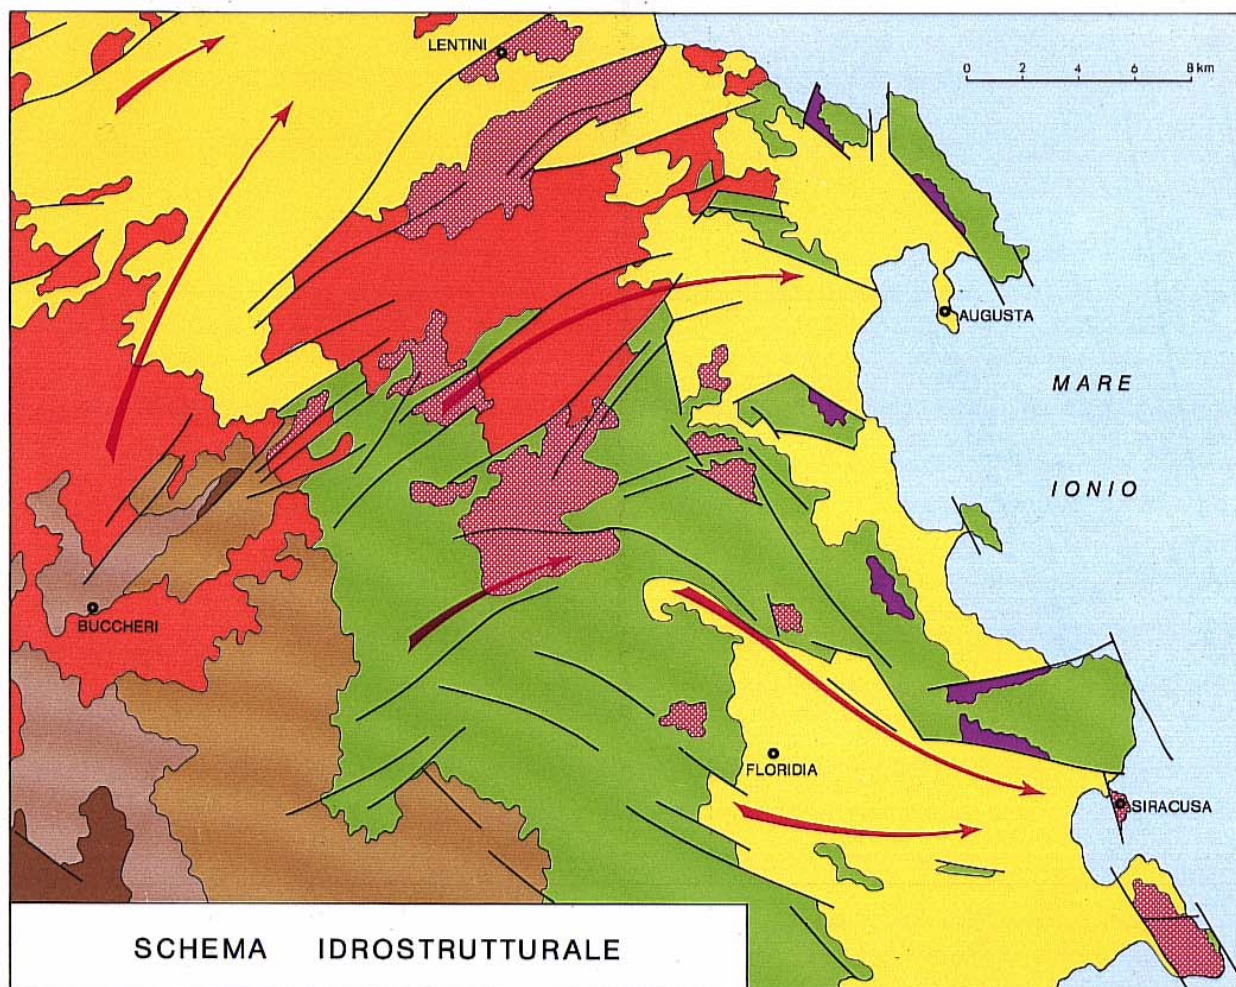 LENTINI
0 2 4 6 8 km
AUGUSTA
MARE
IONIO
BUCCHERI
FLORIDIA
SIRACUSA
SCHEMA IDROSTRUTTURALE